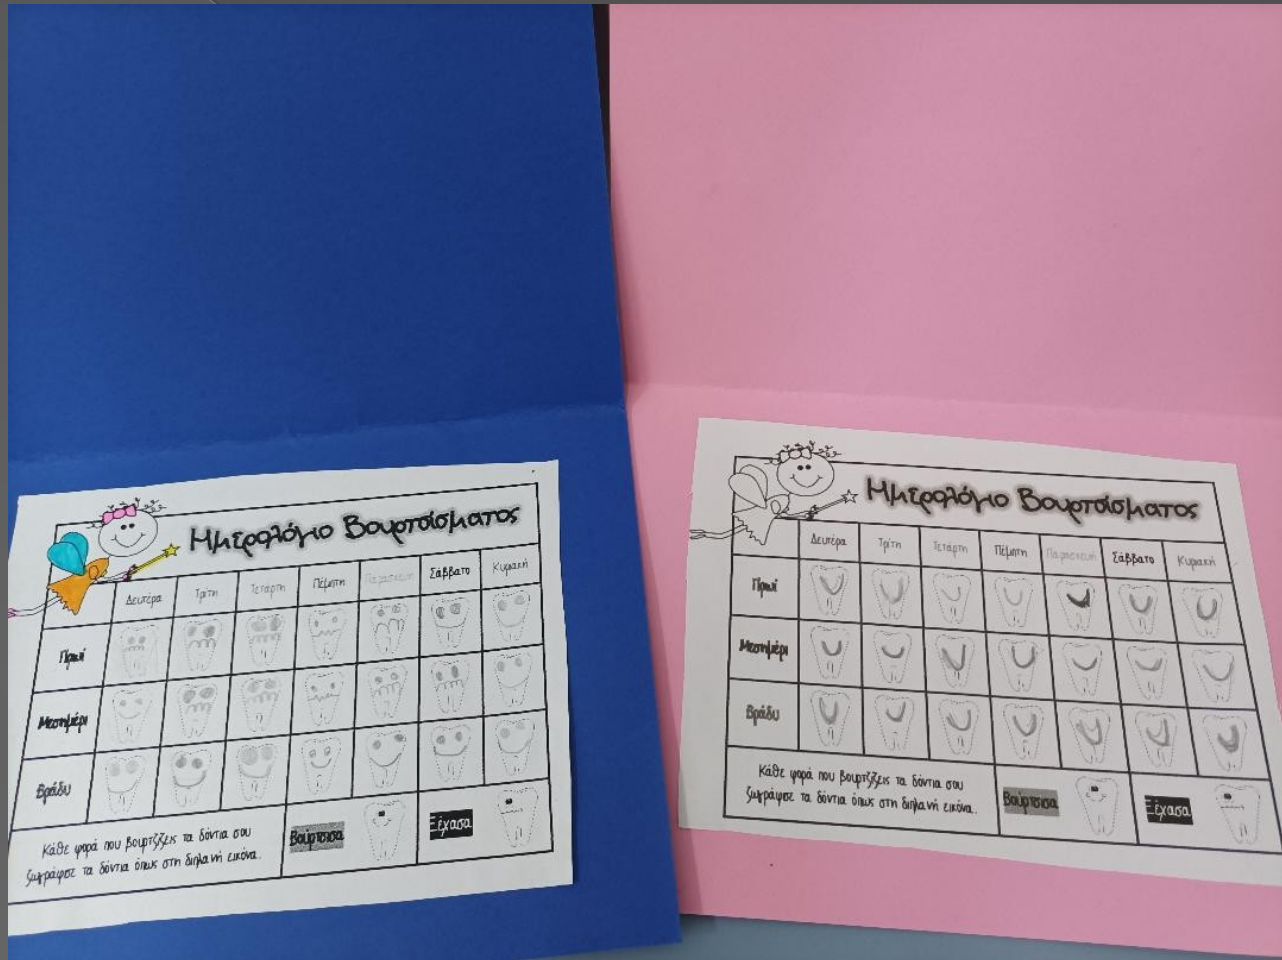 Ημερολόγιο Βουρτσίσματος
Δευτέρα Τρίτη Τετάρτη Πέμπτη Παρασκευή Σάββατο Κυριακή
Πρωί
Μεσημέρι
Βράδυ
Κάθε φορά που βουρτζίζεις τα δόντια σου
ζωγράφισε τα δόντια όπως στη διπλανή εικόνα.
Βούρτσισα
Ξέχασα
Ημερολόγιο Βουρτσίσματος
Δευτέρα Τρίτη Τετάρτη Πέμπτη Παρασκευή Σάββατο Κυριακή
Πρωί
Μεσημέρι
Βράδυ
Κάθε φορά που βουρτζίζεις τα δόντια σου
ζωγράφισε τα δόντια όπως στη διπλανή εικόνα.
Βούρτσισα
Ξέχασα